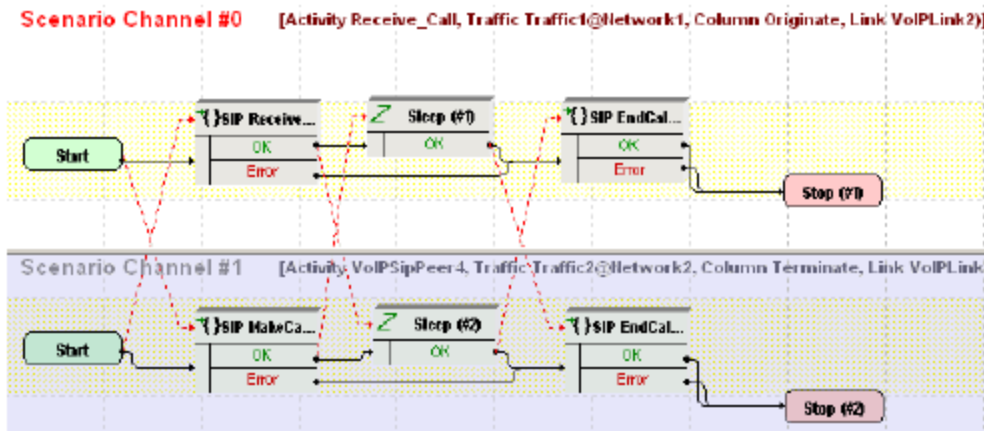 Scenario Channel #0 [Activity Receive_Call, Traffic Traffic1@Network1, Column Originate, Link VoIPLink2)]
{}SIP Receive... Sleep (#1) {}SIP EndCal...
Start OK OK OK
Error Error
Stop (#1)
Scenario Channel #1 [Activity VoIPSipPeer4, Traffic Traffic2@Network2, Column Terminate, Link VoIPLink
{}SIP MakeCa... Sleep (#2) {}SIP EndCal...
Start OK OK OK
Error Error
Stop (#2)